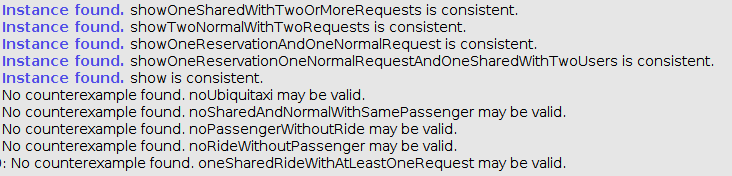 Instance found. showOneSharedWithTwoOrMoreRequests is consistent.
Instance found. showTwoNormalWithTwoRequests is consistent.
Instance found. showOneReservationAndOneNormalRequest is consistent.
Instance found. showOneReservationOneNormalRequestAndOneSharedWithTwoUsers is consistent.
Instance found. show is consistent.
No counterexample found. noUbiquitaxi may be valid.
No counterexample found. noSharedAndNormalWithSamePassenger may be valid.
No counterexample found. noPassengerWithoutRide may be valid.
No counterexample found. noRideWithoutPassenger may be valid.
: No counterexample found. oneSharedRideWithAtLeastOneRequest may be valid.